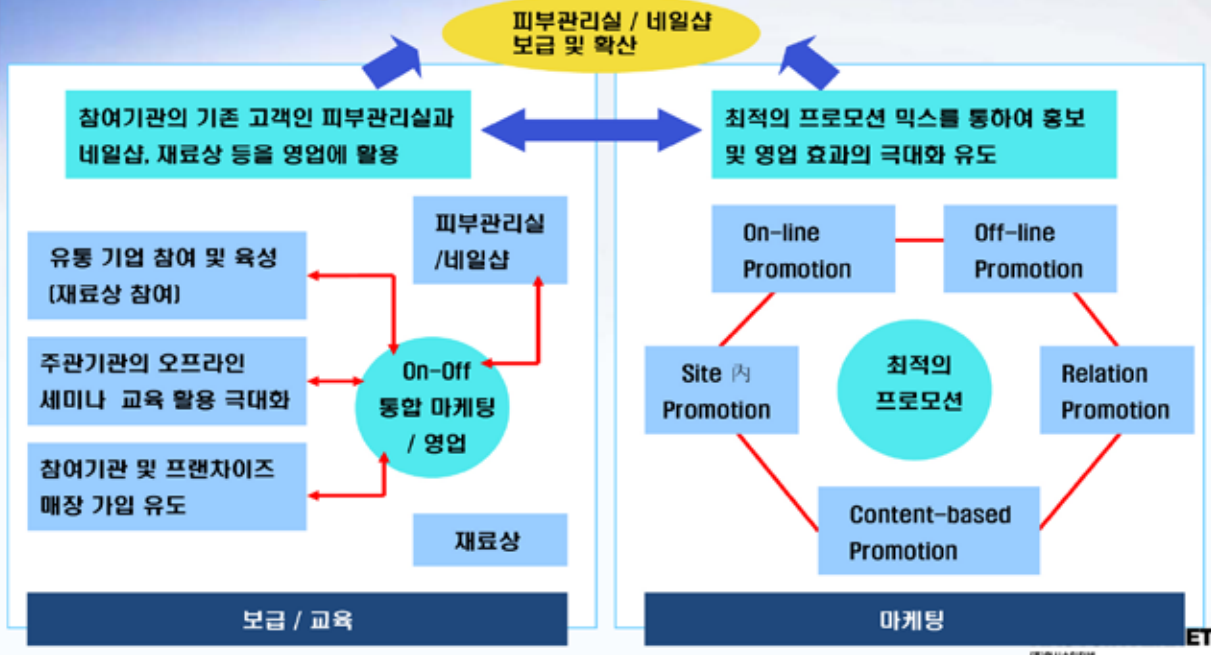 피부관리실 / 네일샵
보급 및 확산
참여기관의 기존 고객인 피부관리실과
네일샵, 재료상 등을 영업에 활용
최적의 프로모션 믹스를 통하여 홍보
및 영업 효과의 극대화 유도
피부관리실
/네일샵
유통 기업 참여 및 육성
(재료상 참여)
주관기관의 오프라인
세미나 교육 활용 극대화
참여기관 및 프랜차이즈
매장 가입 유도
On-Off
통합 마케팅
/ 영업
재료상
보급 / 교육
On-line
Promotion
Off-line
Promotion
Site 內
Promotion
최적의
프로모션
Relation
Promotion
Content-based
Promotion
마케팅
ET